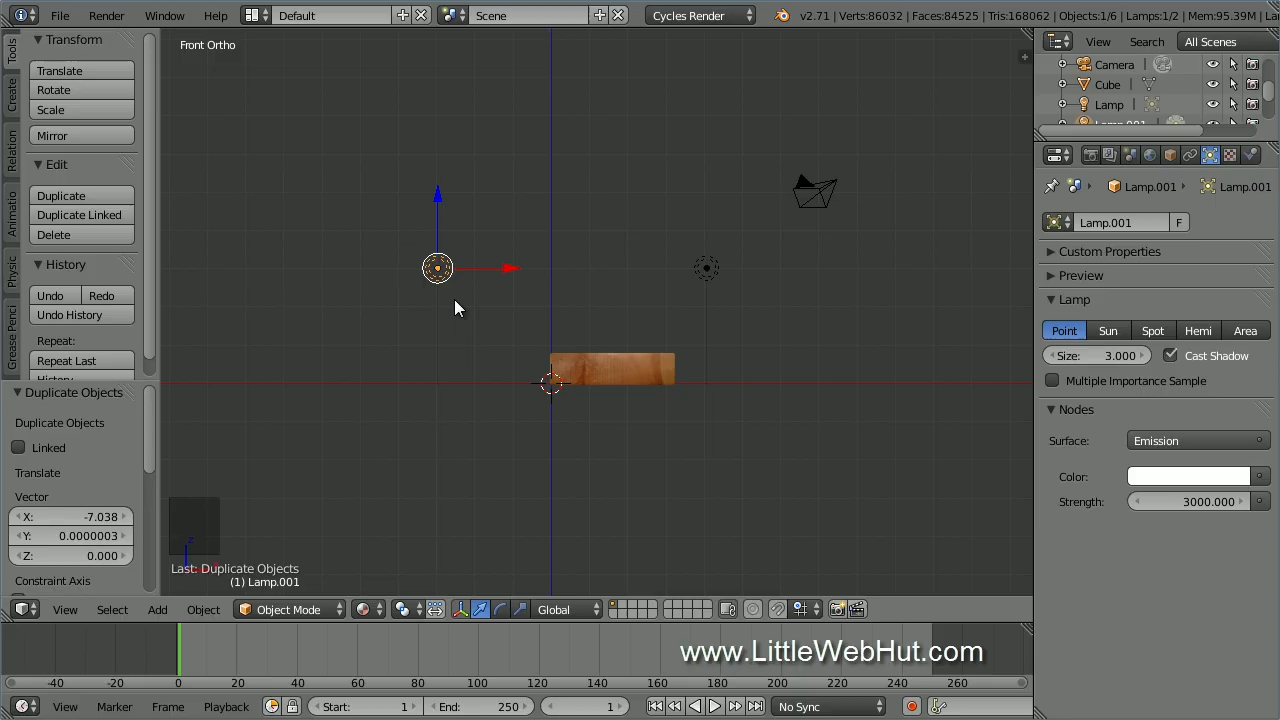 File Render Window Help Default Scene Cycles Render v2.71 | Verts:86032 | Faces:84525 | Tris:168062 | Objects:1/6 | Lamps:1/2 | Mem:95.39M |
Tools
Create
Relation
Animatio
Physic
Grease Penci
Transform
Translate
Rotate
Scale
Mirror
Edit
Duplicate
Duplicate Linked
Delete
History
Undo Redo
Undo History
Repeat:
Repeat Last
Duplicate Objects
Duplicate Objects
Linked
Translate
Vector
X: -7.038
Y: 0.0000003
Z: 0.000
Constraint Axis
Front Ortho
z
Last: Duplicate Objects
(1) Lamp.001
View Select Add Object Object Mode Global
View Search All Scenes
Camera
Cube
Lamp
Lamp.001
Lamp.001 Lamp.001
Lamp.001 F
Custom Properties
Preview
Lamp
Point Sun Spot Hemi Area
Size: 3.000 Cast Shadow
Multiple Importance Sample
Nodes
Surface: Emission
Color:
Strength: 3000.000
www.LittleWebHut.com
-40 -20 0 20 40 60 80 100 120 140 160 180 200 220 240 260
View Marker Frame Playback Start: 1 End: 250 1 No Sync